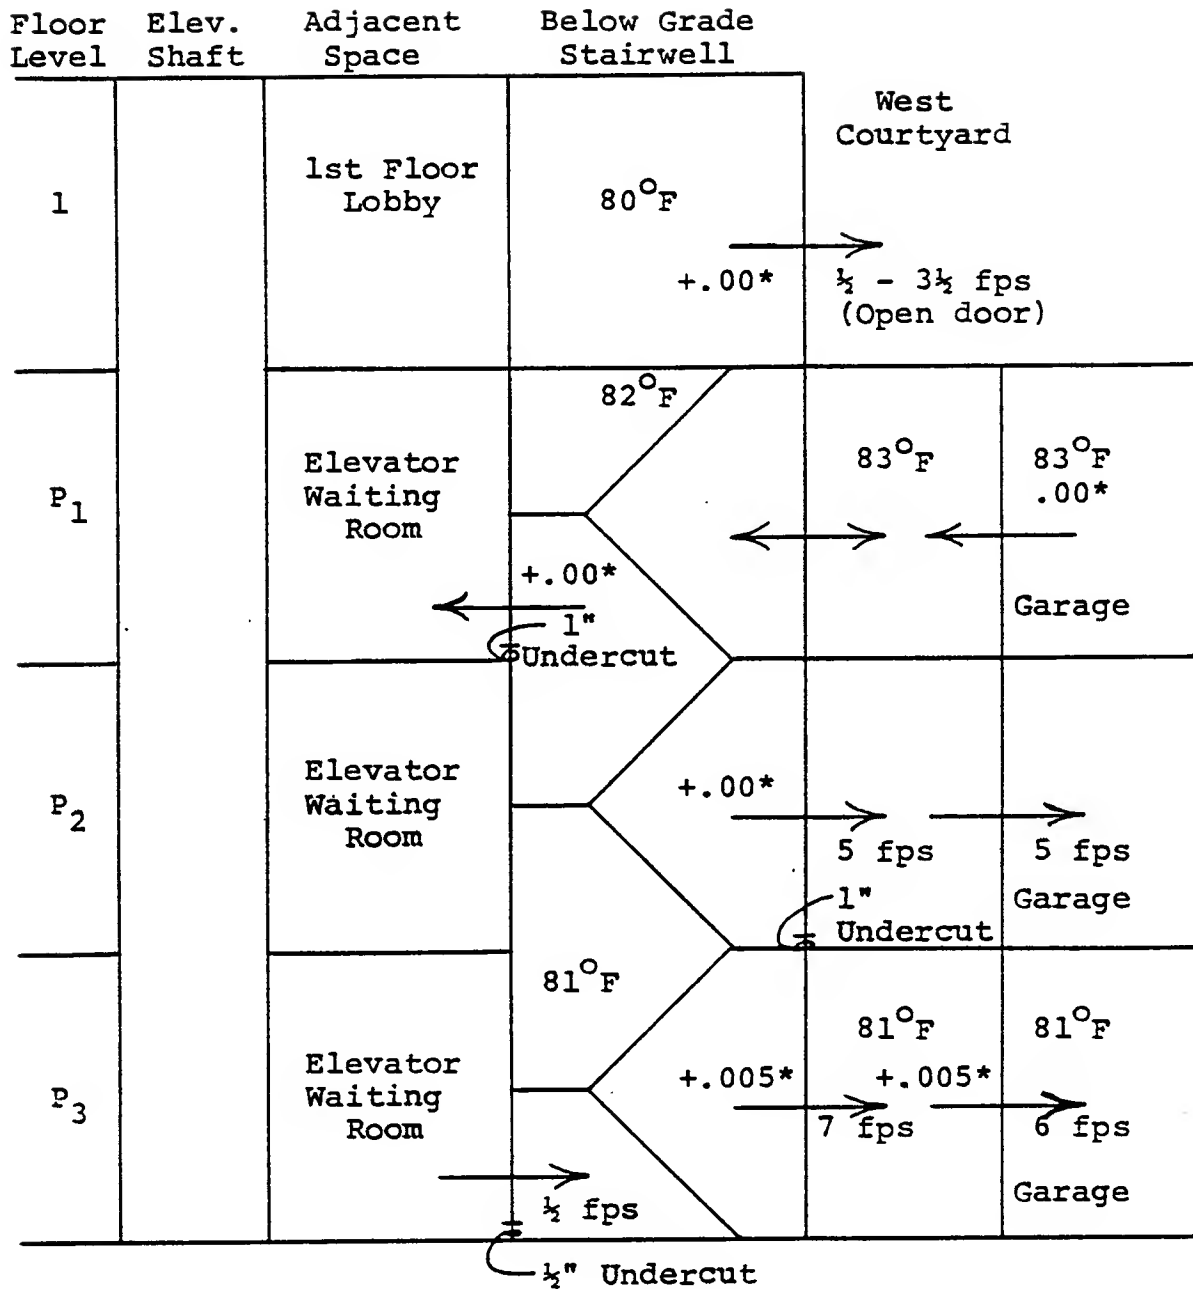 Floor Level
Elev. Shaft
Adjacent Space
Below Grade Stairwell
West
Courtyard
1
1st Floor
Lobby
80°F
+.00*
½ - 3½ fps
(Open door)
P1
Elevator
Waiting
Room
82°F
83°F
83°F
.00*
+.00*
1"
Undercut
Garage
P2
Elevator
Waiting
Room
+.00*
5 fps
5 fps
1"
Undercut
Garage
P3
Elevator
Waiting
Room
81°F
81°F
81°F
+.005*
+.005*
7 fps
6 fps
½ fps
Garage
½" Undercut